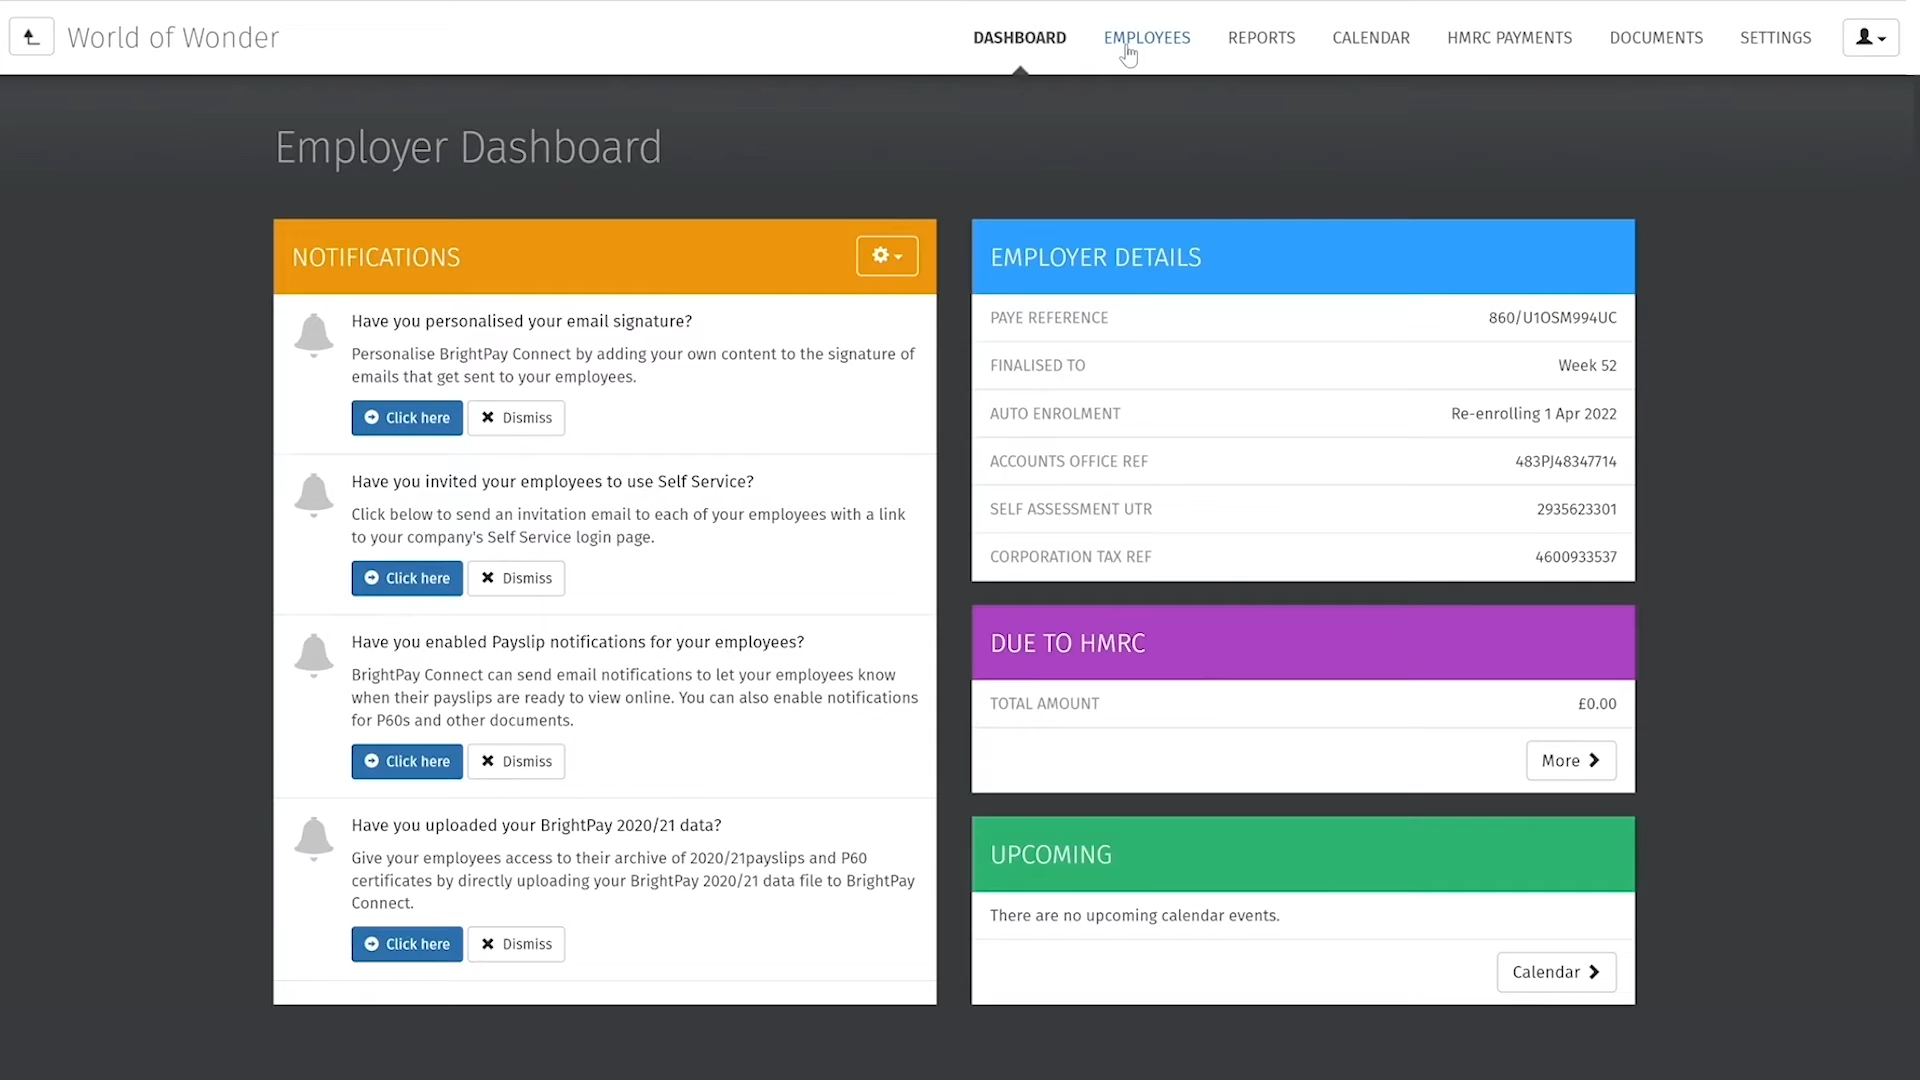 World of Wonder
DASHBOARD EMPLOYEES REPORTS CALENDAR HMRC PAYMENTS DOCUMENTS SETTINGS
Employer Dashboard
NOTIFICATIONS
Have you personalised your email signature?
Personalise BrightPay Connect by adding your own content to the signature of
emails that get sent to your employees.
Click here Dismiss
Have you invited your employees to use Self Service?
Click below to send an invitation email to each of your employees with a link
to your company's Self Service login page.
Click here Dismiss
Have you enabled Payslip notifications for your employees?
BrightPay Connect can send email notifications to let your employees know
when their payslips are ready to view online. You can also enable notifications
for P60s and other documents.
Click here Dismiss
Have you uploaded your BrightPay 2020/21 data?
Give your employees access to their archive of 2020/21payslips and P60
certificates by directly uploading your BrightPay 2020/21 data file to BrightPay
Connect.
Click here Dismiss
EMPLOYER DETAILS
PAYE REFERENCE 860/U1OSM994UC
FINALISED TO Week 52
AUTO ENROLMENT Re-enrolling 1 Apr 2022
ACCOUNTS OFFICE REF 483PJ48347714
SELF ASSESSMENT UTR 2935623301
CORPORATION TAX REF 4600933537
DUE TO HMRC
TOTAL AMOUNT £0.00
More
UPCOMING
There are no upcoming calendar events.
Calendar